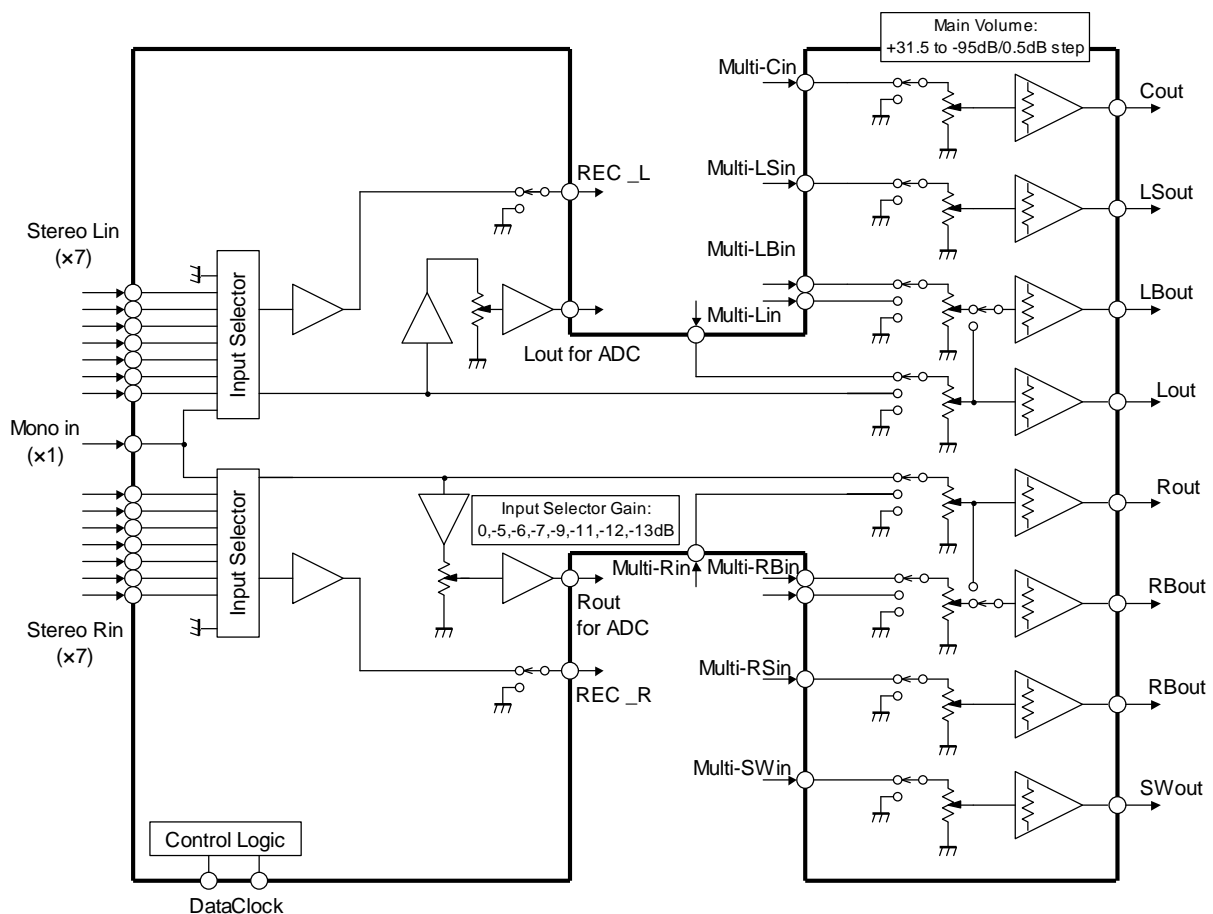 Main Volume:
+31.5 to -95dB/0.5dB step
Multi-Cin
Cout
REC _L
Multi-LSin
LSout
Stereo Lin
(×7)
Input Selector
Multi-LBin
LBout
Multi-Lin
Lout for ADC
Lout
Mono in
(×1)
Input Selector
Input Selector Gain:
0,-5,-6,-7,-9,-11,-12,-13dB
Rout
Multi-Rin
Multi-RBin
Rout
for ADC
RBout
Stereo Rin
(×7)
REC _R
Multi-RSin
RBout
Multi-SWin
SWout
Control Logic
DataClock